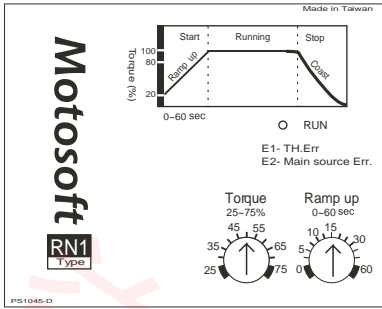 Made in Taiwan
Start Running Stop
Torque (%)
100
80
20
Ramp up
Coast
0~60 sec
RUN
E1- TH.Err
E2- Main source Err.
Motosoft
RN1
Type
Torque
25~75%
45 55
35 65
25 75
Ramp up
0~60 sec
10 15
5 30
0 60
PS1045-D